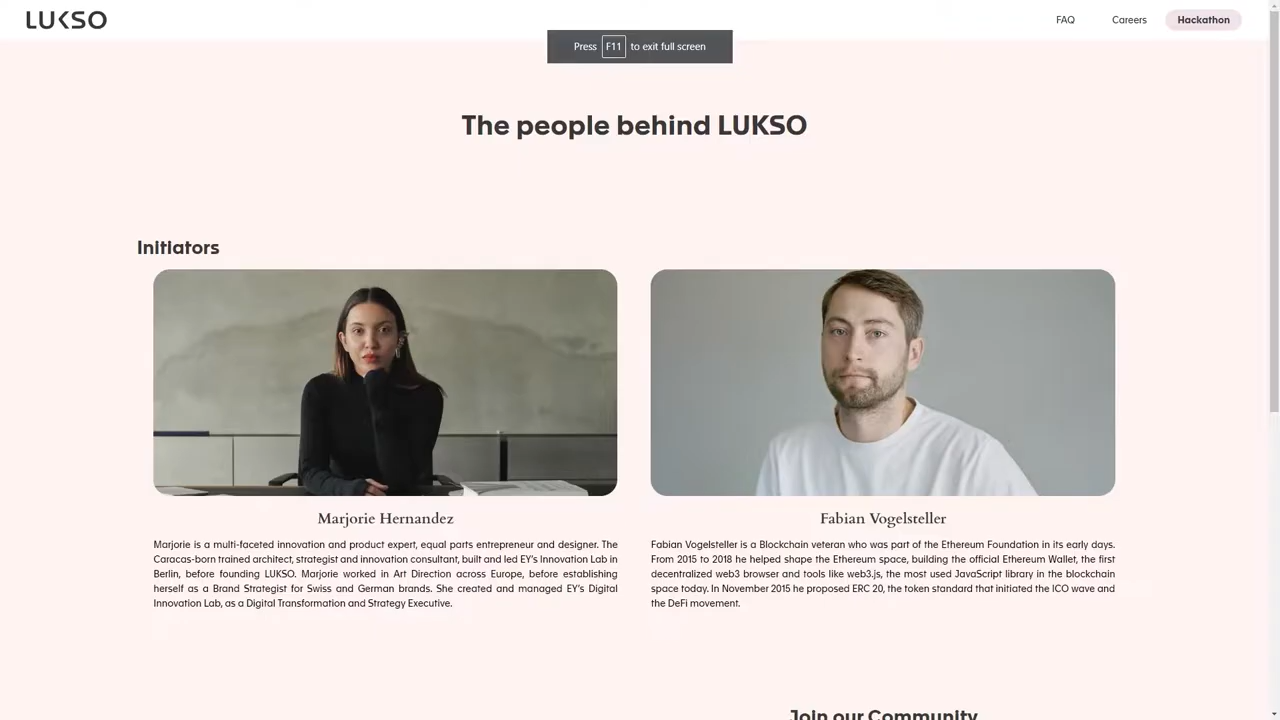 LUKSO
FAQ Careers Hackathon
Press F11 to exit full screen
The people behind LUKSO
Initiators
Marjorie Hernandez
Marjorie is a multi-faceted innovation and product expert, equal parts entrepreneur and designer. The
Caracas-born trained architect, strategist and innovation consultant, built and led EY's Innovation Lab in
Berlin, before founding LUKSO. Marjorie worked in Art Direction across Europe, before establishing
herself as a Brand Strategist for Swiss and German brands. She created and managed EY's Digital
Innovation Lab, as a Digital Transformation and Strategy Executive.
Fabian Vogelsteller
Fabian Vogelsteller is a Blockchain veteran who was part of the Ethereum Foundation in its early days.
From 2015 to 2018 he helped shape the Ethereum space, building the official Ethereum Wallet, the first
decentralized web3 browser and tools like web3.js, the most used JavaScript library in the blockchain
space today. In November 2015 he proposed ERC 20, the token standard that initiated the ICO wave and
the DeFi movement.
Join our Community